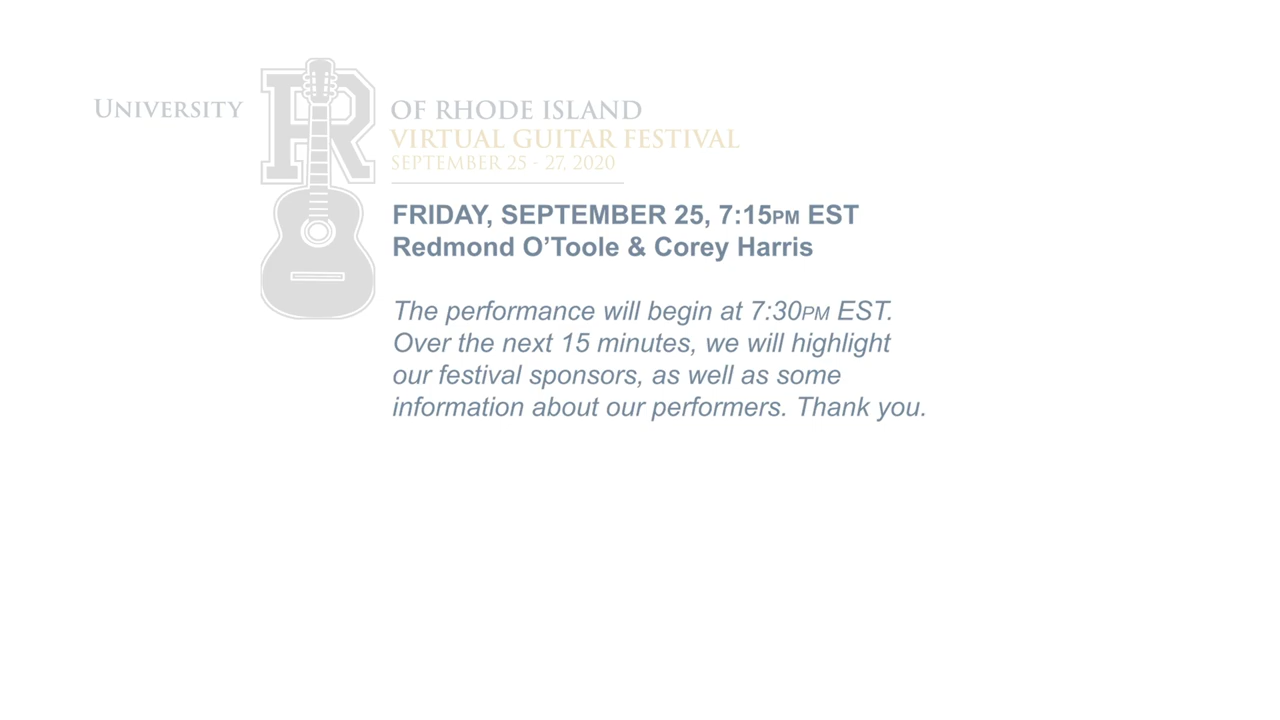 UNIVERSITY R OF RHODE ISLAND
VIRTUAL GUITAR FESTIVAL
SEPTEMBER 25 - 27, 2020
FRIDAY, SEPTEMBER 25, 7:15PM EST
Redmond O’Toole & Corey Harris
The performance will begin at 7:30PM EST.
Over the next 15 minutes, we will highlight
our festival sponsors, as well as some
information about our performers. Thank you.